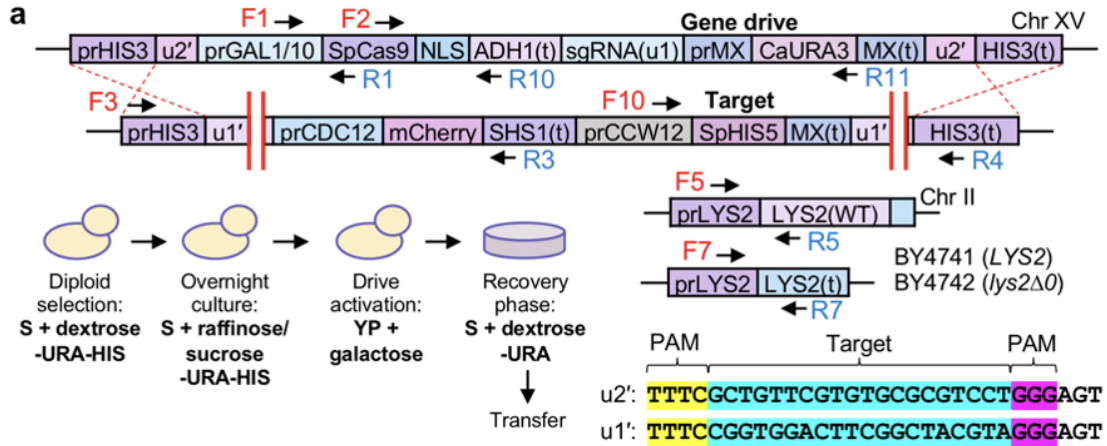 a
F1 F2 Gene drive Chr XV
prHIS3 u2′ prGAL1/10 SpCas9 NLS ADH1(t) sgRNA(u1) prMX CaURA3 MX(t) u2′ HIS3(t)
R1 R10 R11
F3 F10 Target
prHIS3 u1′ prCDC12 mCherry SHS1(t) prCCW12 SpHIS5 MX(t) u1′ HIS3(t)
R3 R4
F5 Chr II
prLYS2 LYS2(WT)
R5
F7
prLYS2 LYS2(t)
R7
BY4741 (LYS2)
BY4742 (lys2Δ0)
Diploid
selection:
S + dextrose
-URA-HIS
Overnight
culture:
S + raffinose/
sucrose
-URA-HIS
Drive
activation:
YP +
galactose
Recovery
phase:
S + dextrose
-URA
Transfer
PAM Target PAM
u2′: TTTCGCTGTTCGTGTGCGCGTCCTGGGAGT
u1′: TTTCCGGTGGACTTCGGCTACGTAGGGAGT